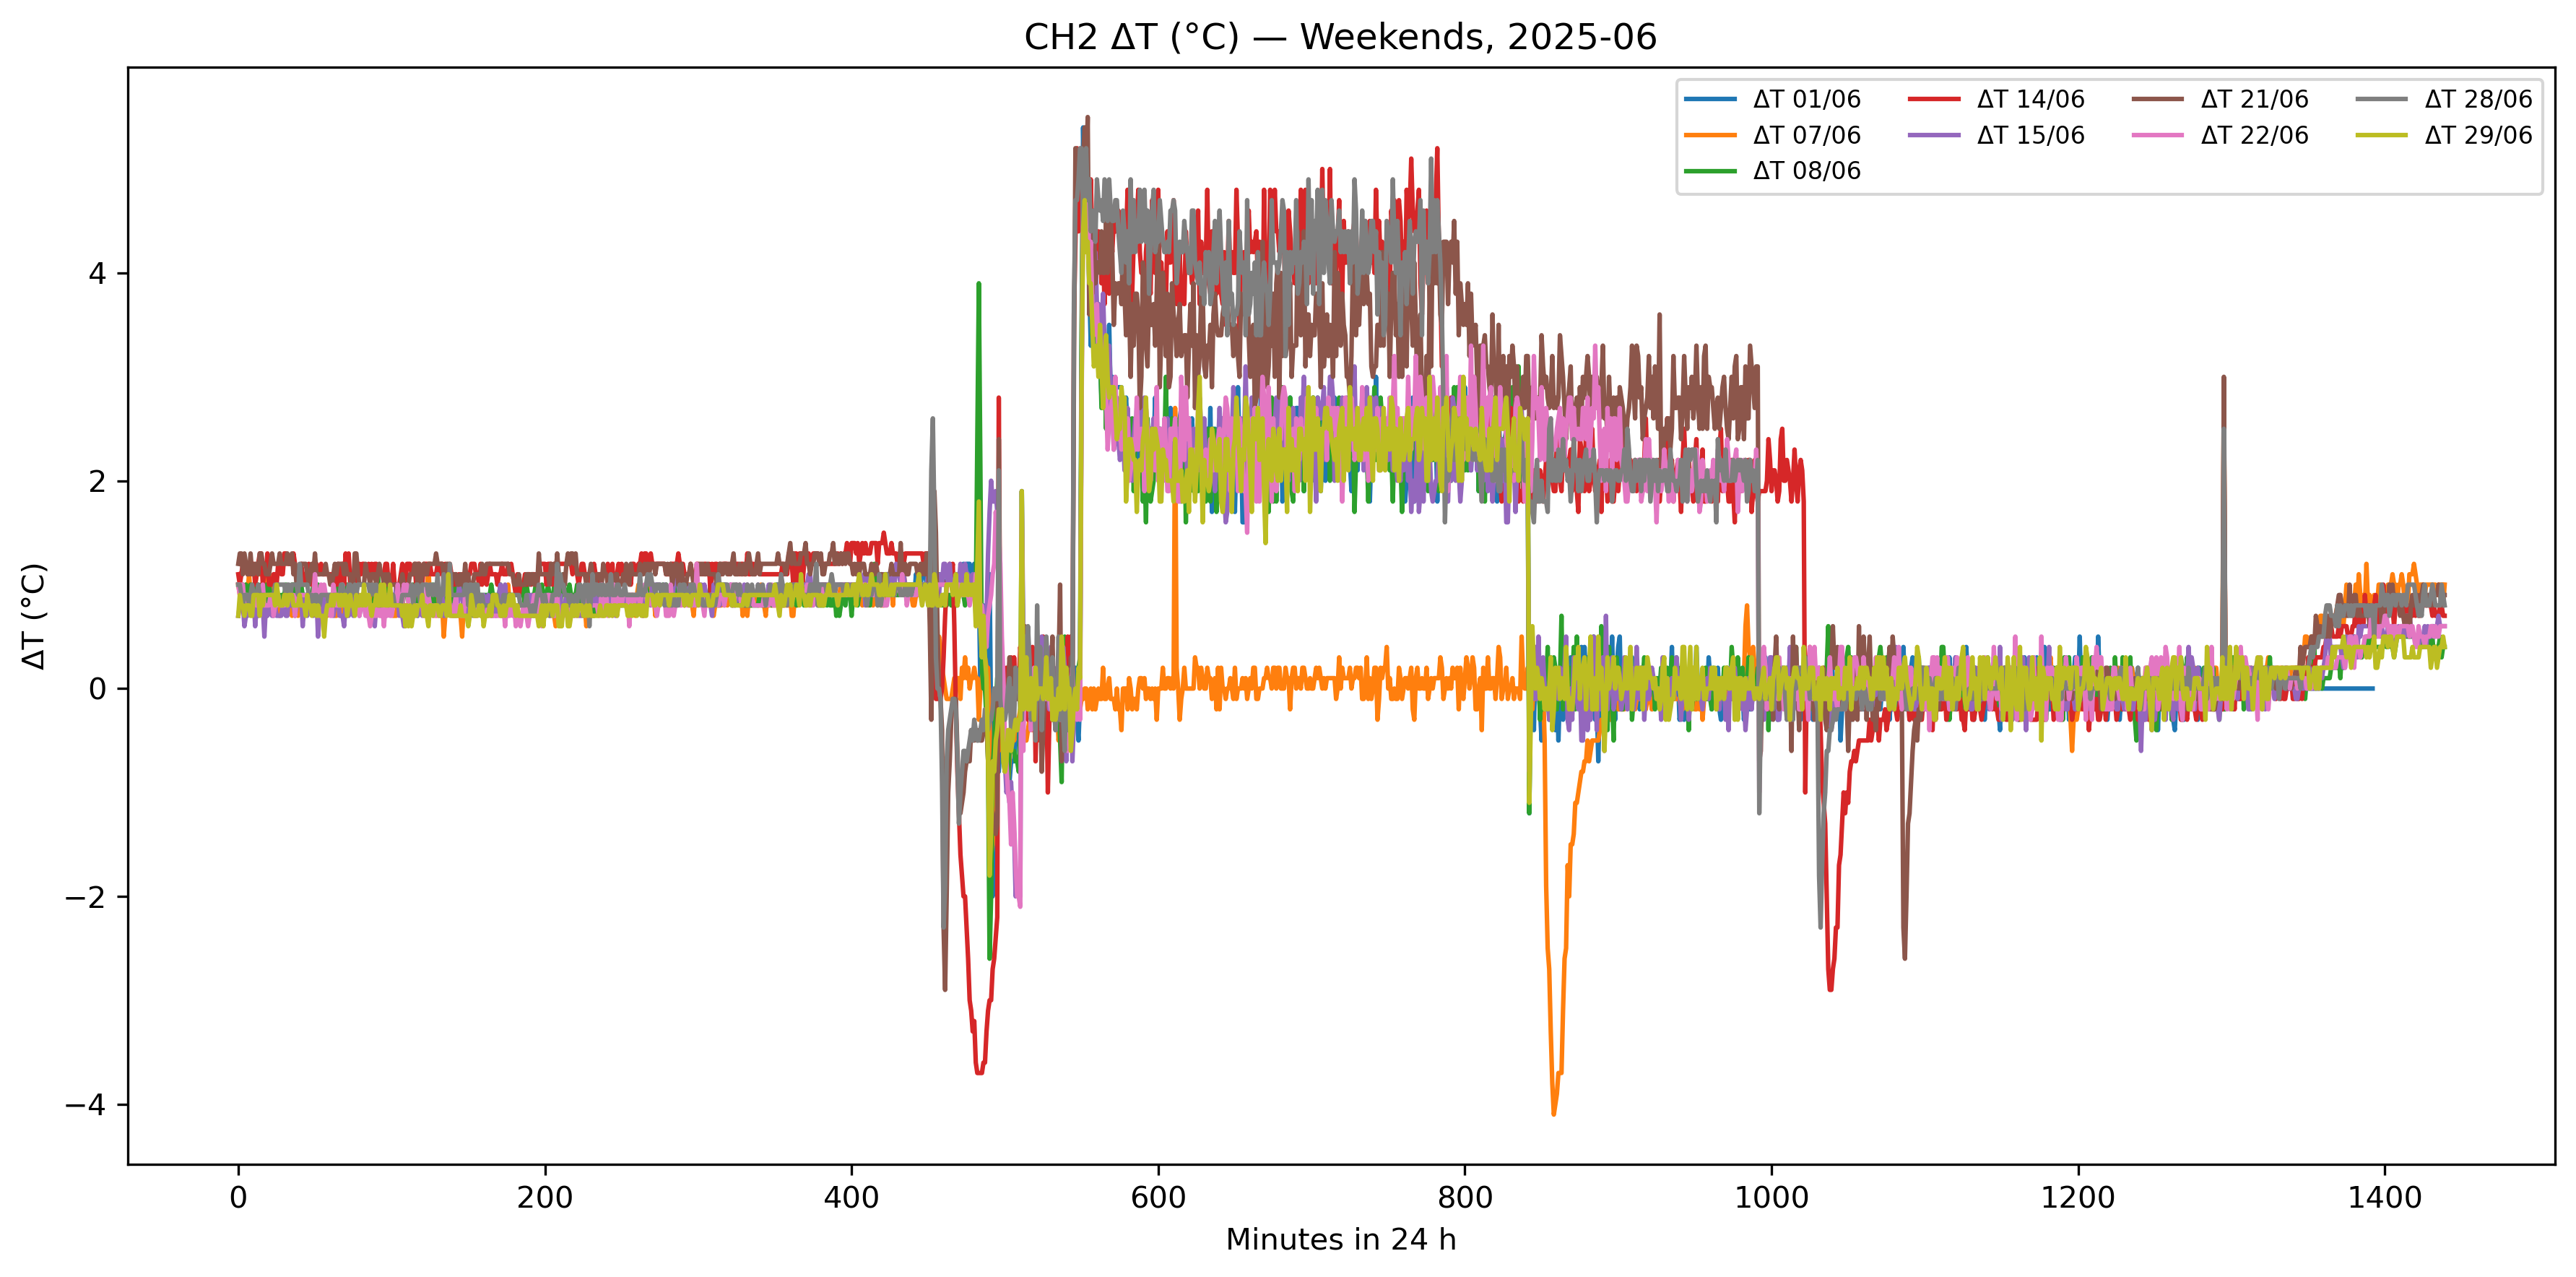 CH2 ΔT (°C) — Weekends, 2025-06
ΔT 01/06
ΔT 07/06
ΔT 08/06
ΔT 14/06
ΔT 15/06
ΔT 21/06
ΔT 22/06
ΔT 28/06
ΔT 29/06
ΔT (°C)
4
2
0
−2
−4
0 200 400 600 800 1000 1200 1400
Minutes in 24 h